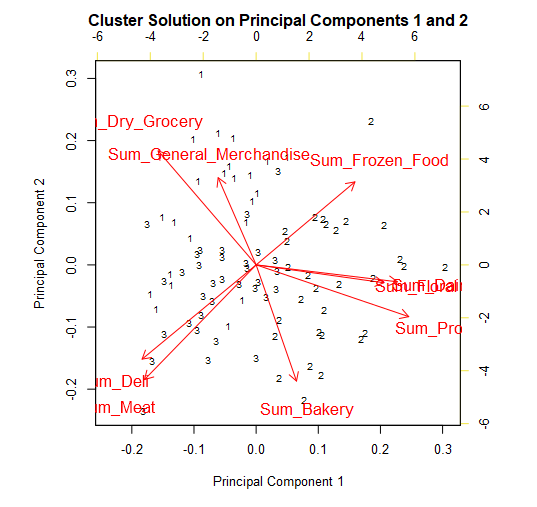 Cluster Solution on Principal Components 1 and 2
-6 -4 -2 0 2 4 6
_Dry_Grocery
Sum_General_Merchandise
Sum_Frozen_Food
Sum_Floral
Sum_Dai
Sum_Pro
um_Deli
um_Meat
Sum_Bakery
0.3
0.2
0.1
0.0
-0.1
-0.2
6
4
2
0
-2
-4
-6
-0.2 -0.1 0.0 0.1 0.2 0.3
Principal Component 2
Principal Component 1